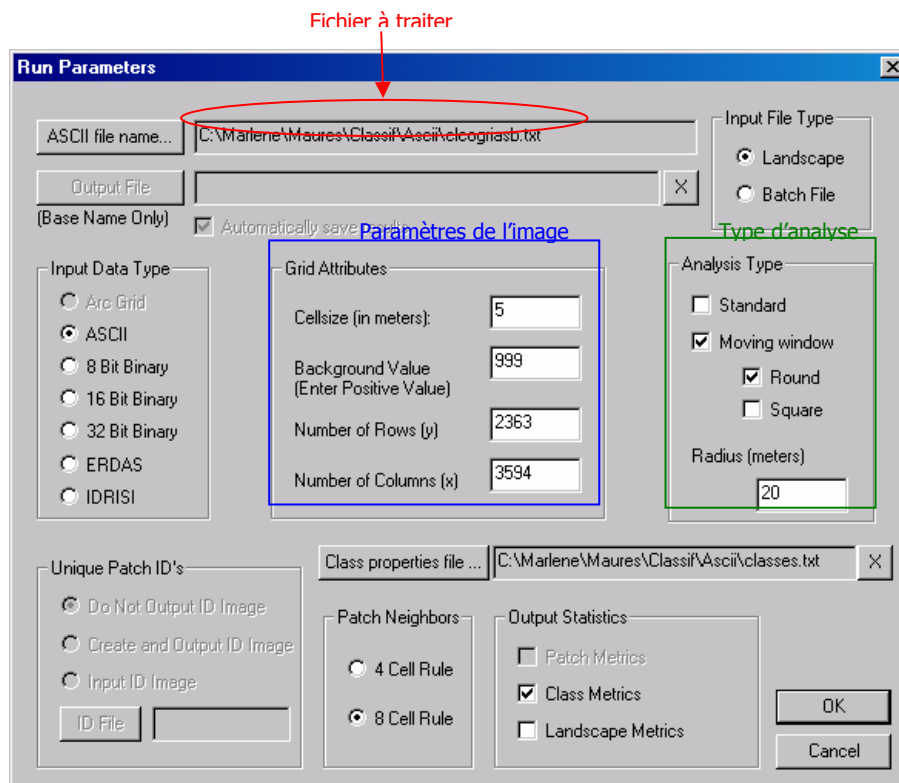 Fichier à traiter
Run Parameters
ASCII file name...
C:\Marlene\Maures\Classif\Ascii\clcogriasb.txt
Input File Type
Landscape
Batch File
Output File
X
(Base Name Only)
Automatically save results
Paramètres de l'image
Type d'analyse
Input Data Type
Arc Grid
ASCII
8 Bit Binary
16 Bit Binary
32 Bit Binary
ERDAS
IDRISI
Grid Attributes
Cellsize (in meters):
5
Background Value
(Enter Positive Value)
999
Number of Rows (y)
2363
Number of Columns (x)
3594
Analysis Type
Standard
Moving window
Round
Square
Radius (meters)
20
Class properties file ...
C:\Marlene\Maures\Classif\Ascii\classes.txt
X
Unique Patch ID's
Do Not Output ID Image
Create and Output ID Image
Input ID Image
ID File
Patch Neighbors
4 Cell Rule
8 Cell Rule
Output Statistics
Patch Metrics
Class Metrics
Landscape Metrics
OK
Cancel